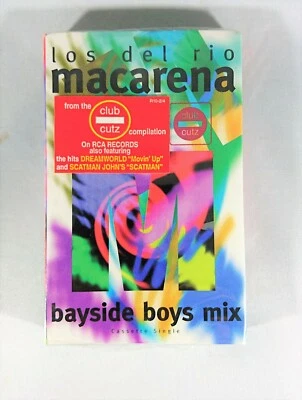 los del rio
macarena
from the
club
cutz
compilation
On RCA RECORDS
also featuring
the hits DREAMWORLD "Movin' Up"
and SCATMAN JOHN'S "SCATMAN"
club
cutz
M
bayside boys mix
Cassette Single